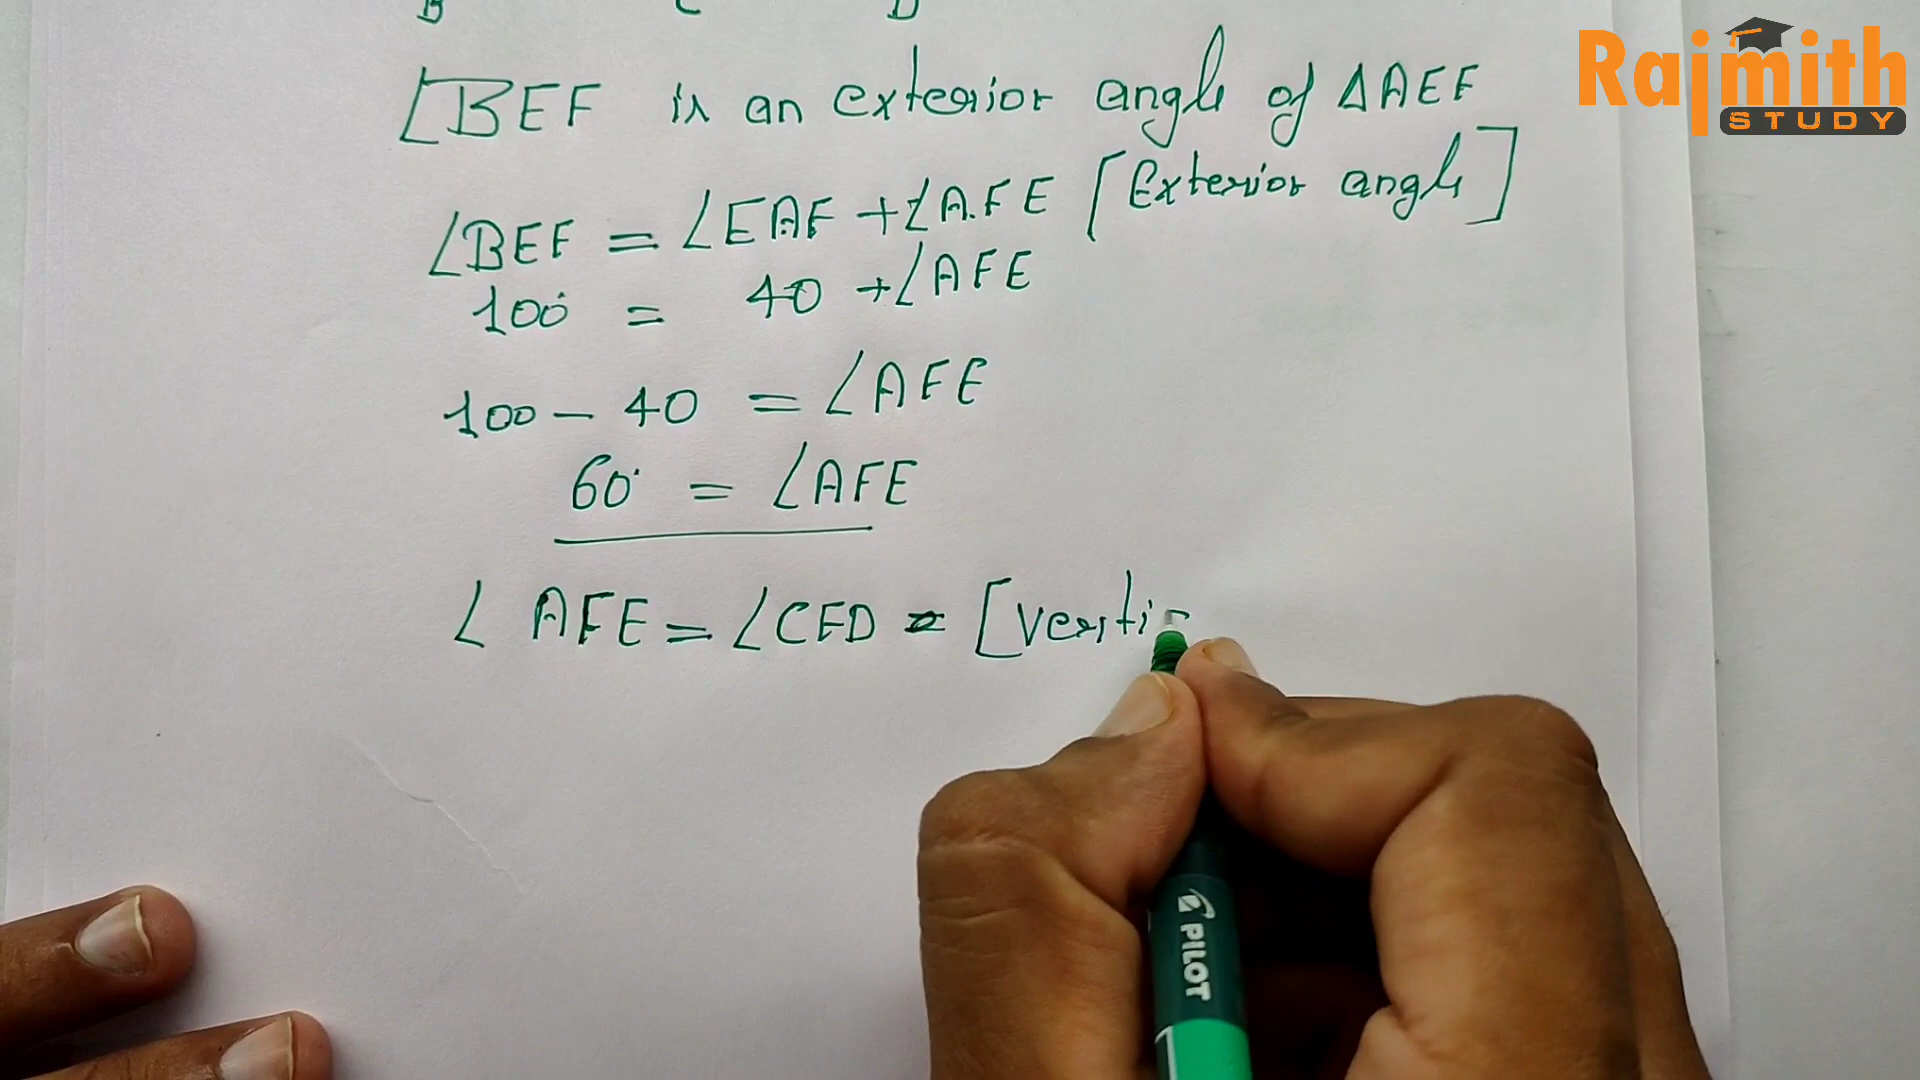 B C D
Rajmith
STUDY
∠BEF is an exterior angle of ΔAEF
∠BEF = ∠EAF + ∠AFE [Exterior angle]
100° = 40 + ∠AFE
100 - 40 = ∠AFE
60° = ∠AFE
∠AFE = ∠CFD = [verti
PILOT